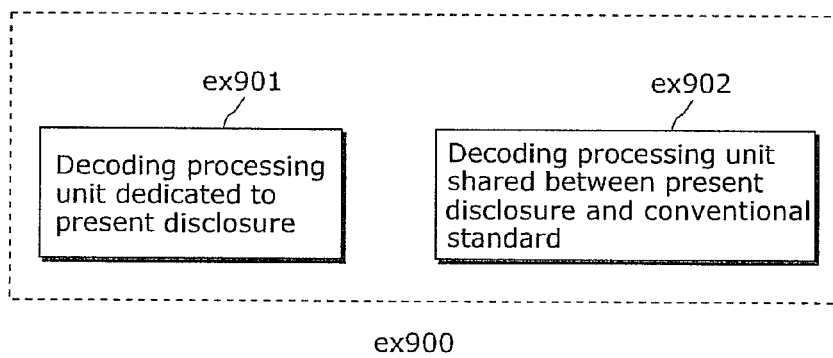 ex901
Decoding processing
unit dedicated to
present disclosure
ex902
Decoding processing unit
shared between present
disclosure and conventional
standard
ex900